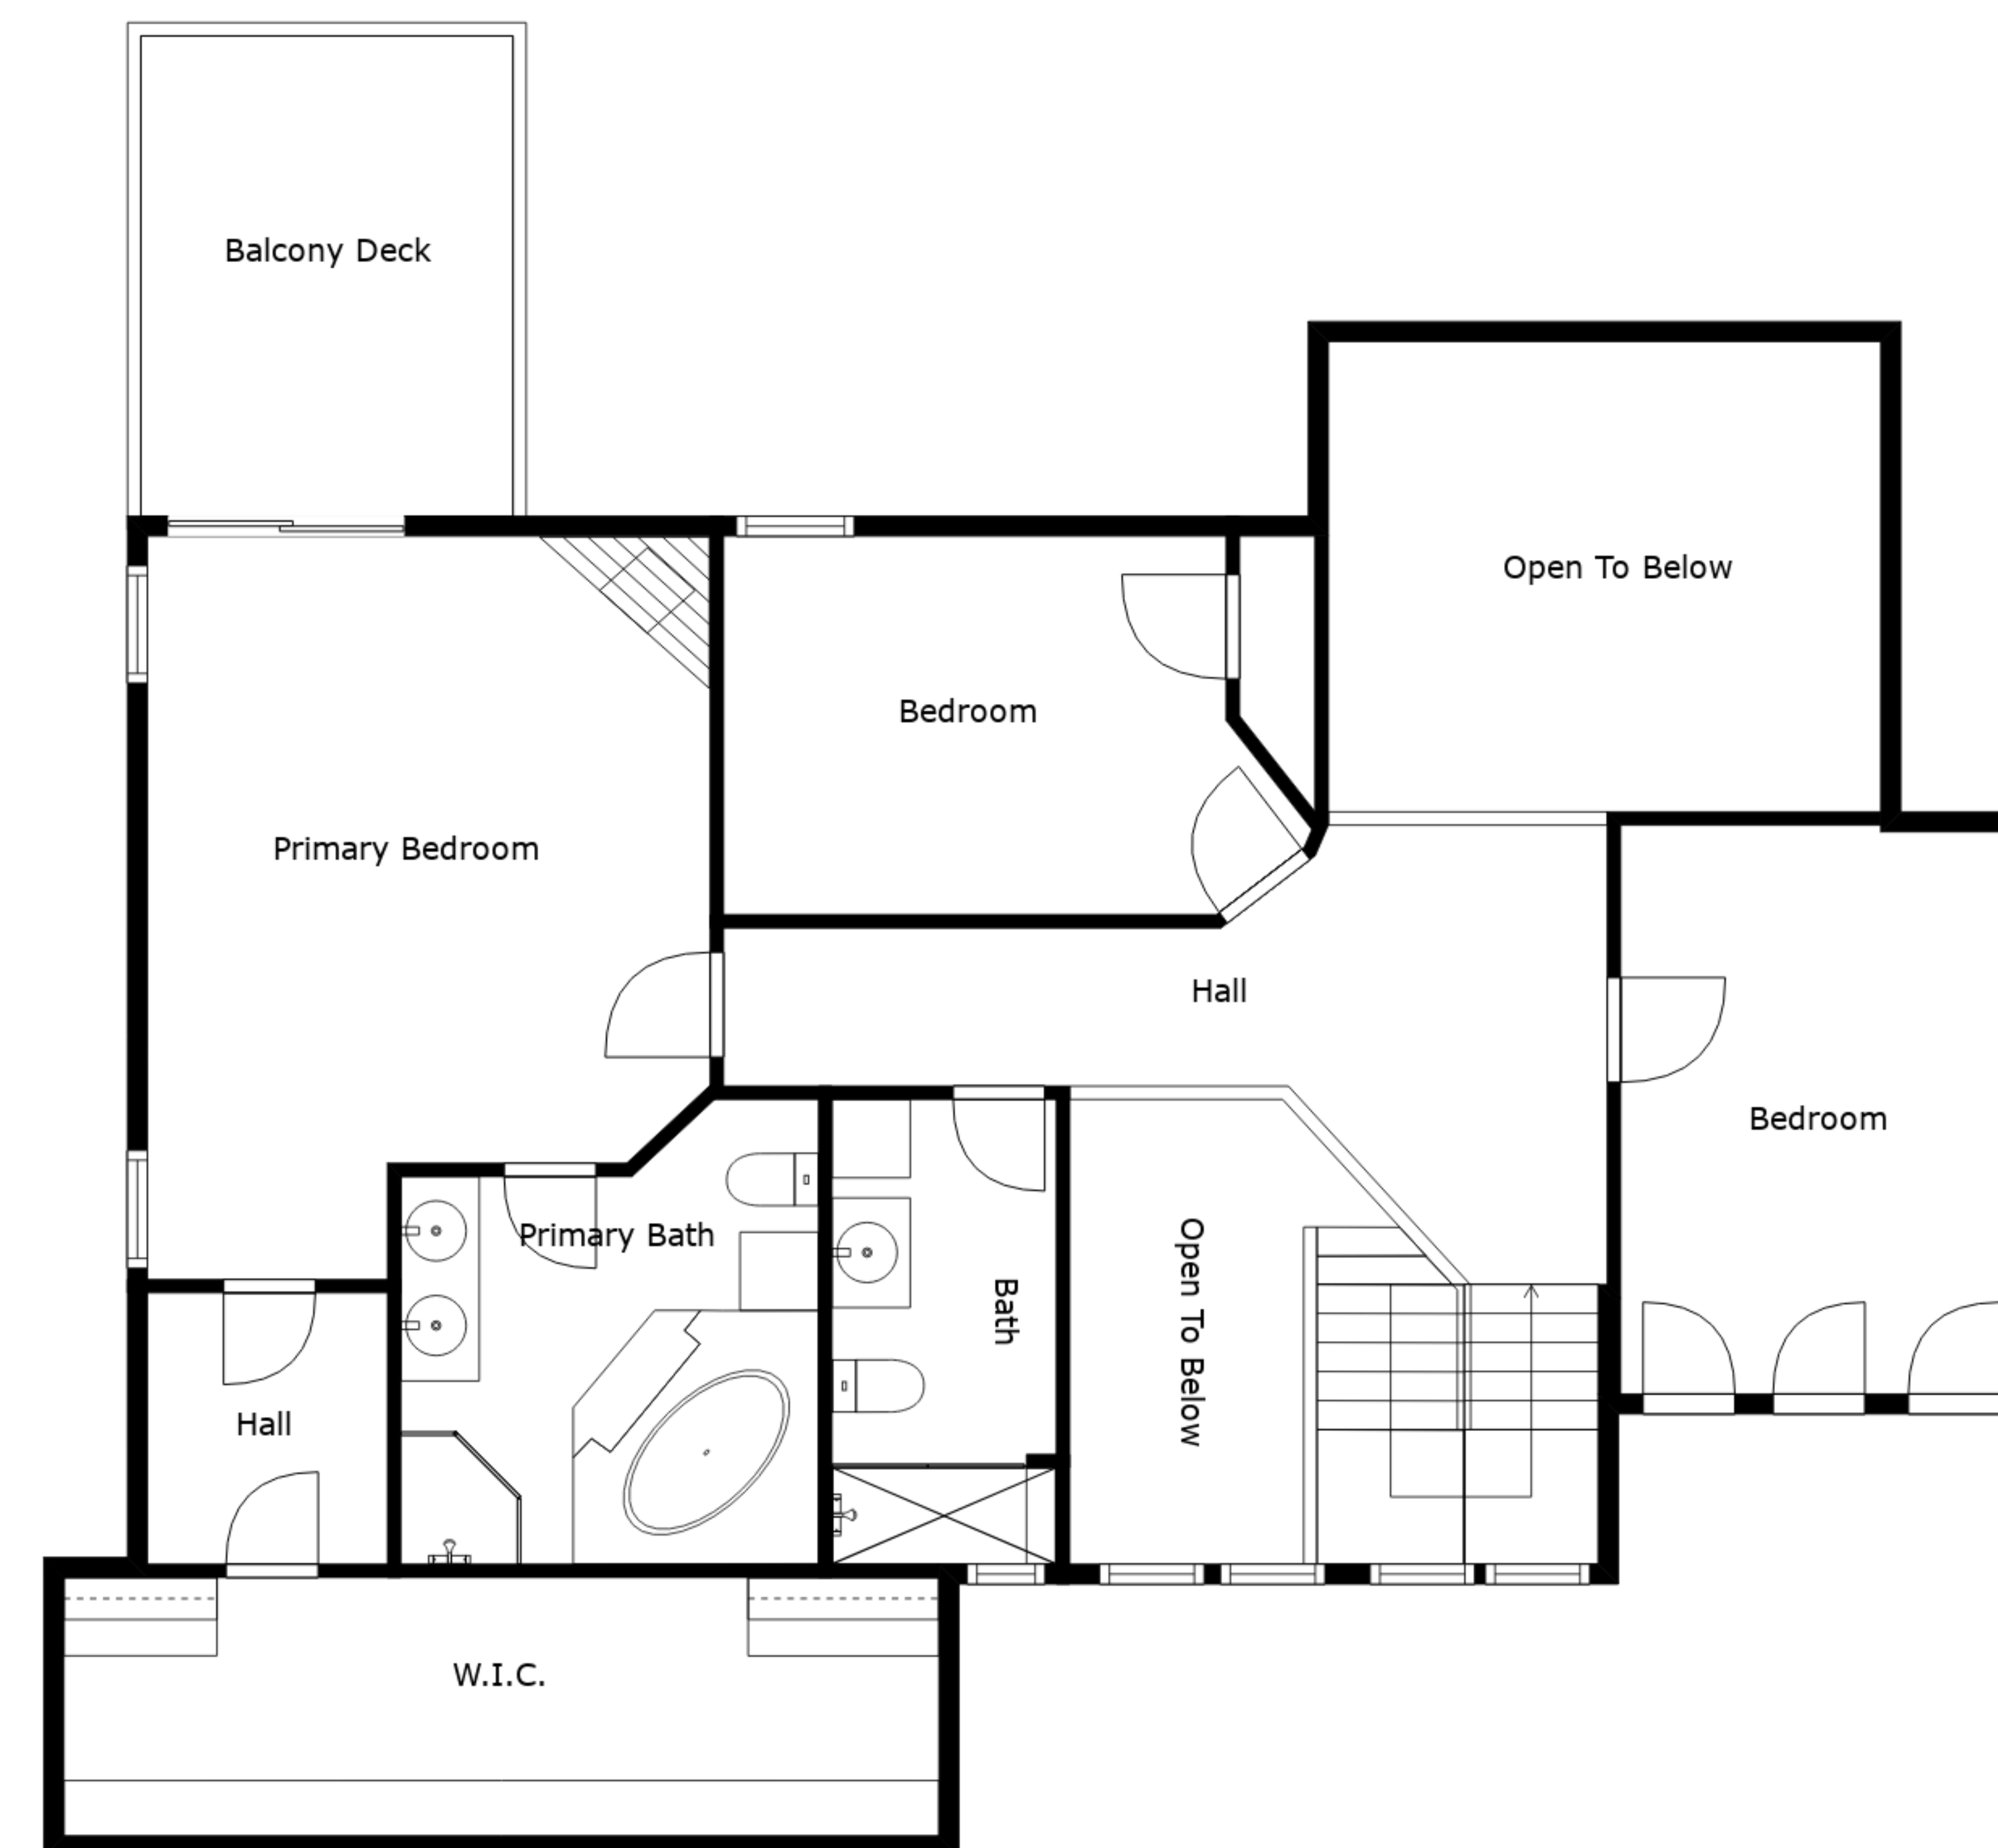 Balcony Deck
Open To Below
Bedroom
Primary Bedroom
Hall
Bedroom
Primary Bath
Bath
Open To Below
Hall
W.I.C.